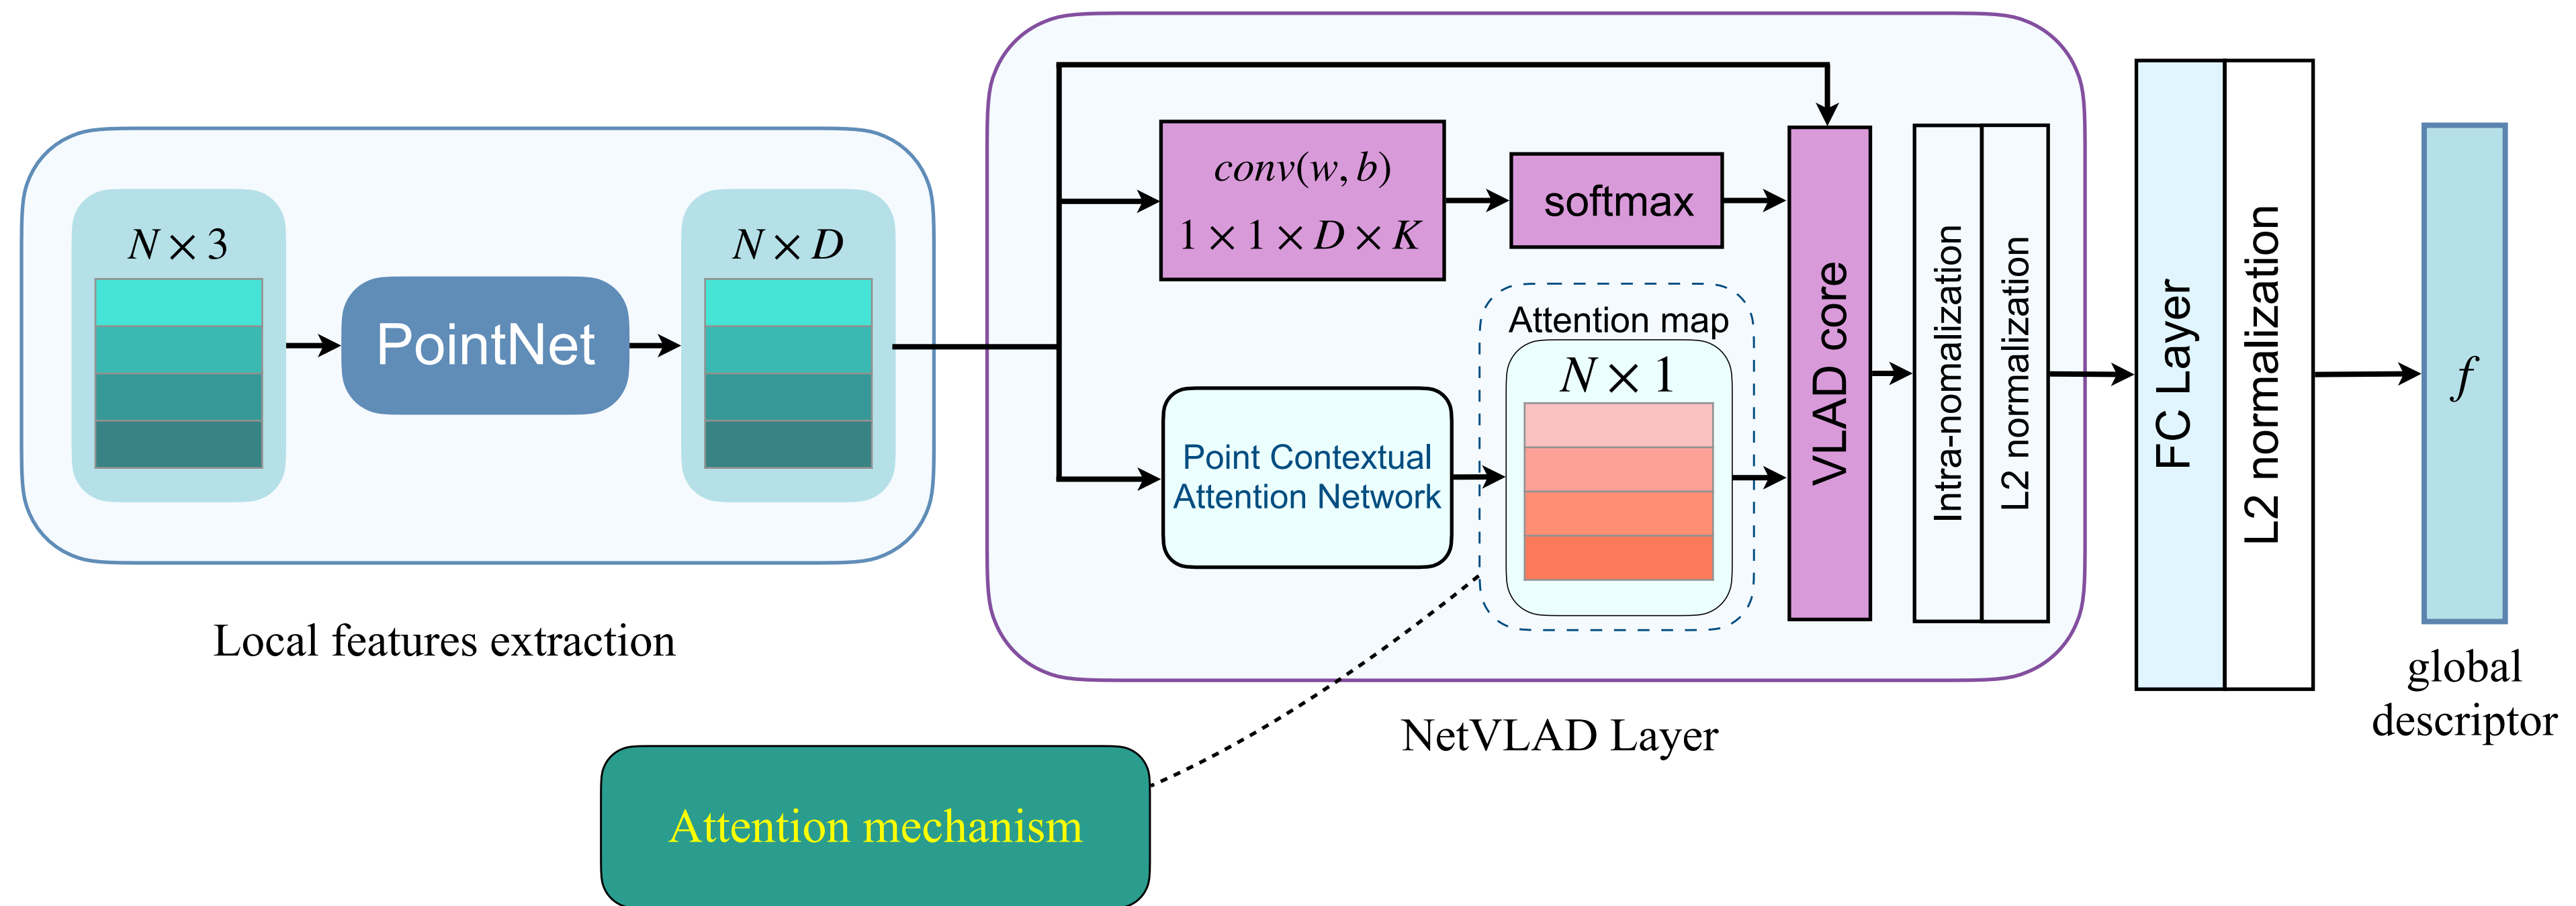 N × 3
PointNet
N × D
Local features extraction
conv(w, b)
1 × 1 × D × K
softmax
Point Contextual
Attention Network
Attention map
N × 1
VLAD core
Intra-nomalization
L2 normalization
NetVLAD Layer
Attention mechanism
FC Layer
L2 normalization
f
global
descriptor